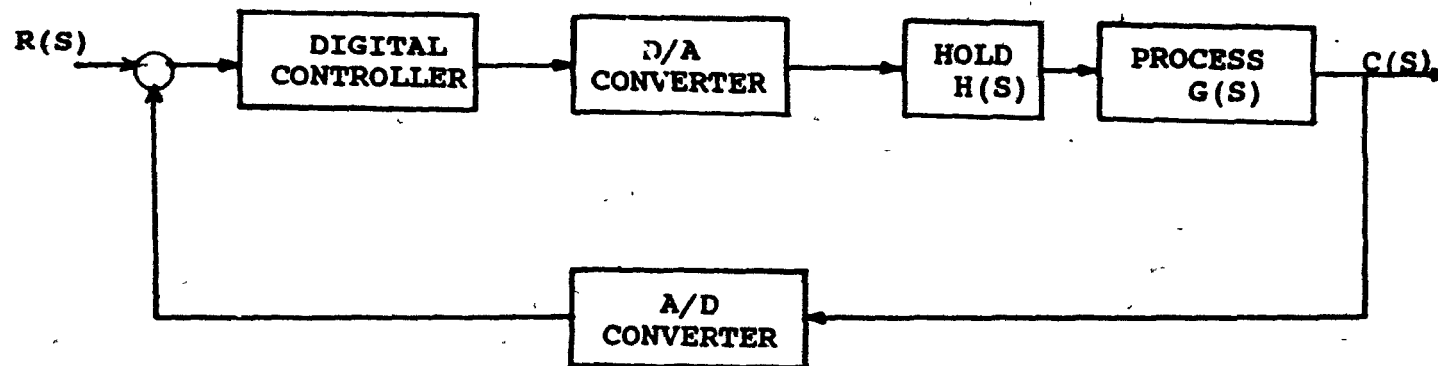 R(S)
DIGITAL
CONTROLLER
D/A
CONVERTER
HOLD
H(S)
PROCESS
G(S)
C(S)
A/D
CONVERTER